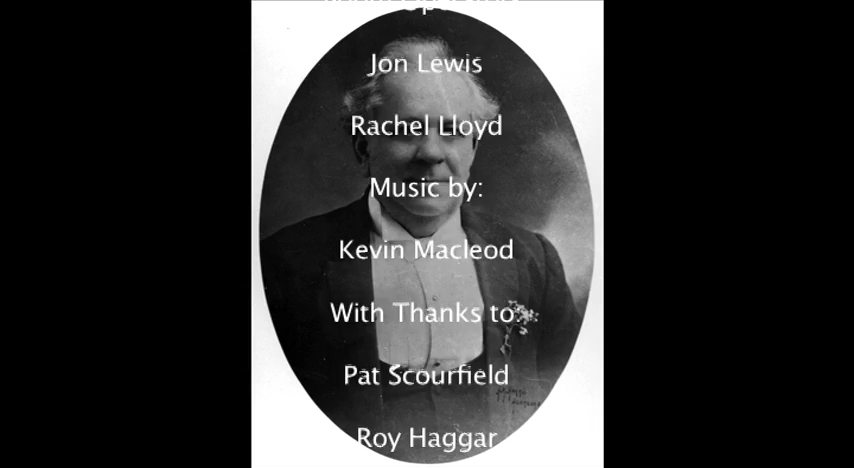 Jon Lewis
Rachel Lloyd
Music by:
Kevin Macleod
With Thanks to:
Pat Scourfield
Roy Haggar